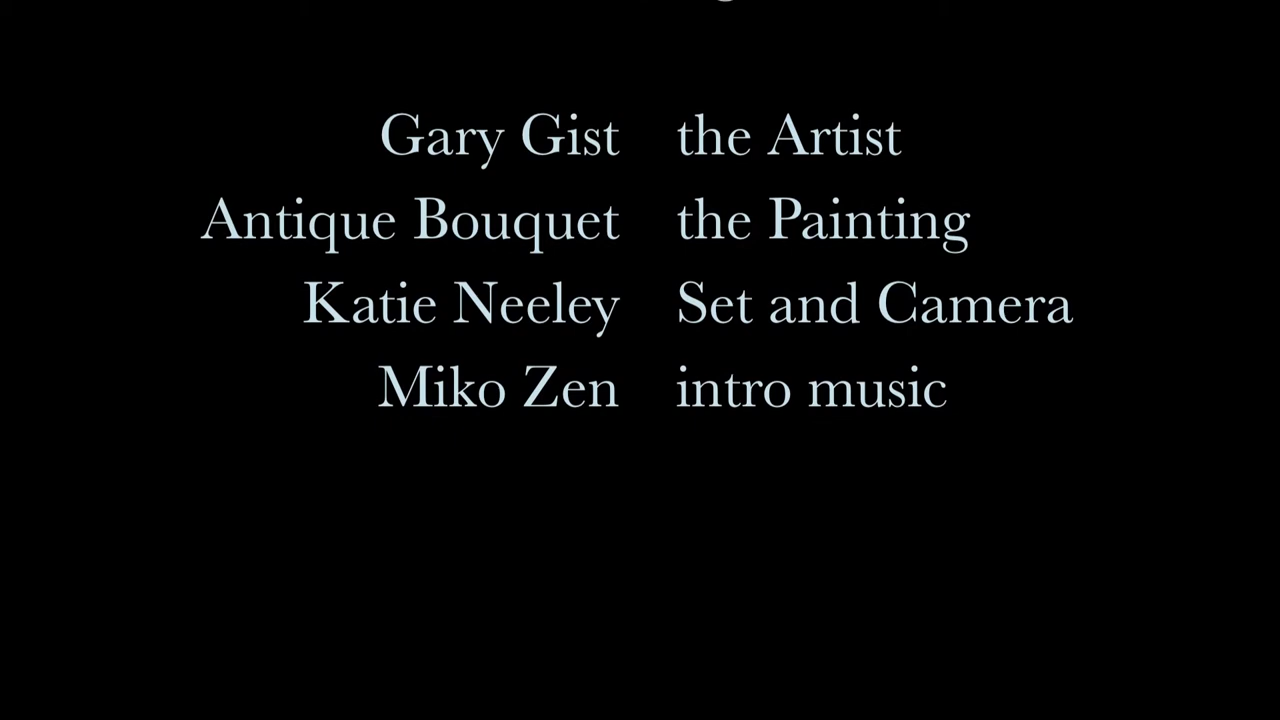 Gary Gist the Artist
Antique Bouquet the Painting
Katie Neeley Set and Camera
Miko Zen intro music